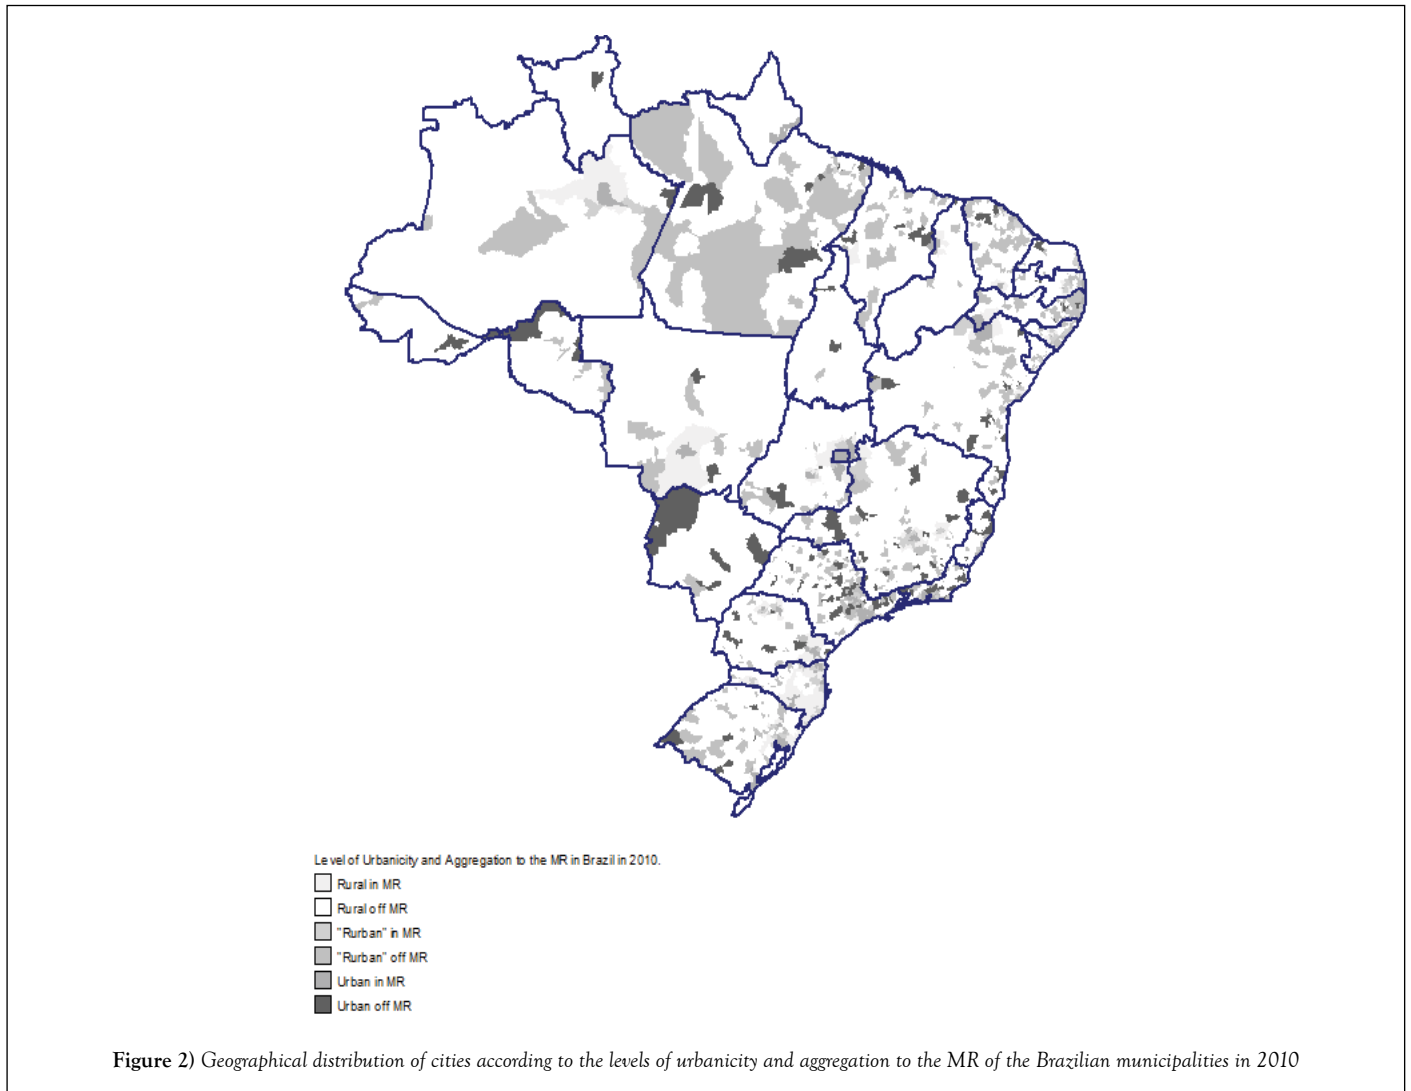 Level of Urbanicity and Aggregation to the MR in Brazil in 2010.
Rural in MR
Rural off MR
"Rurban" in MR
"Rurban" off MR
Urban in MR
Urban off MR
Figure 2) Geographical distribution of cities according to the levels of urbanicity and aggregation to the MR of the Brazilian municipalities in 2010